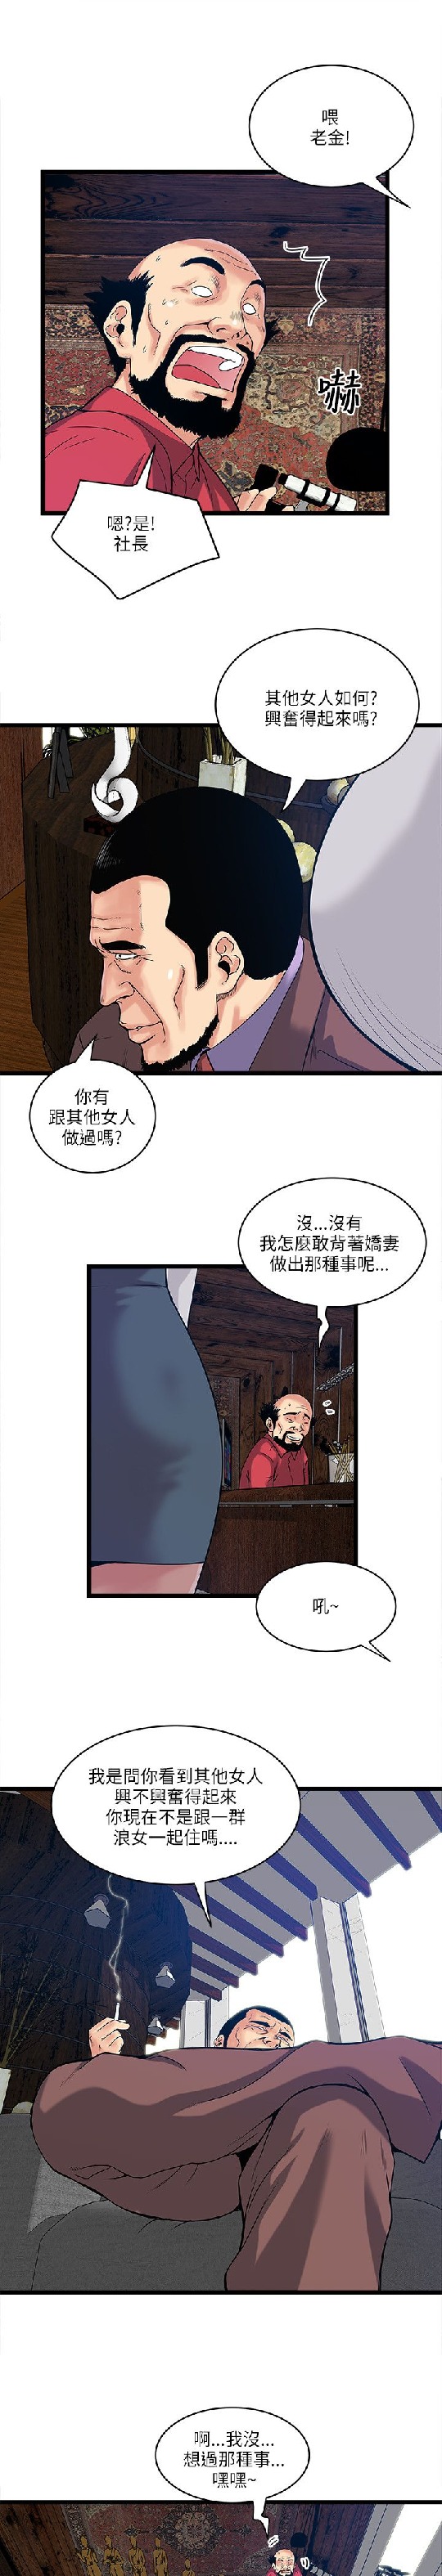 喂
老金!
嚇
嗯?是!
社長
其他女人如何?
興奮得起來嗎?
你有
跟其他女人
做過嗎?
沒...沒有
我怎麼敢背著嬌妻
做出那種事呢...
吼~
我是問你看到其他女人
興不興奮得起來
你現在不是跟一群
浪女一起住嗎....
啊...我沒...
想過那種事...
嘿嘿~